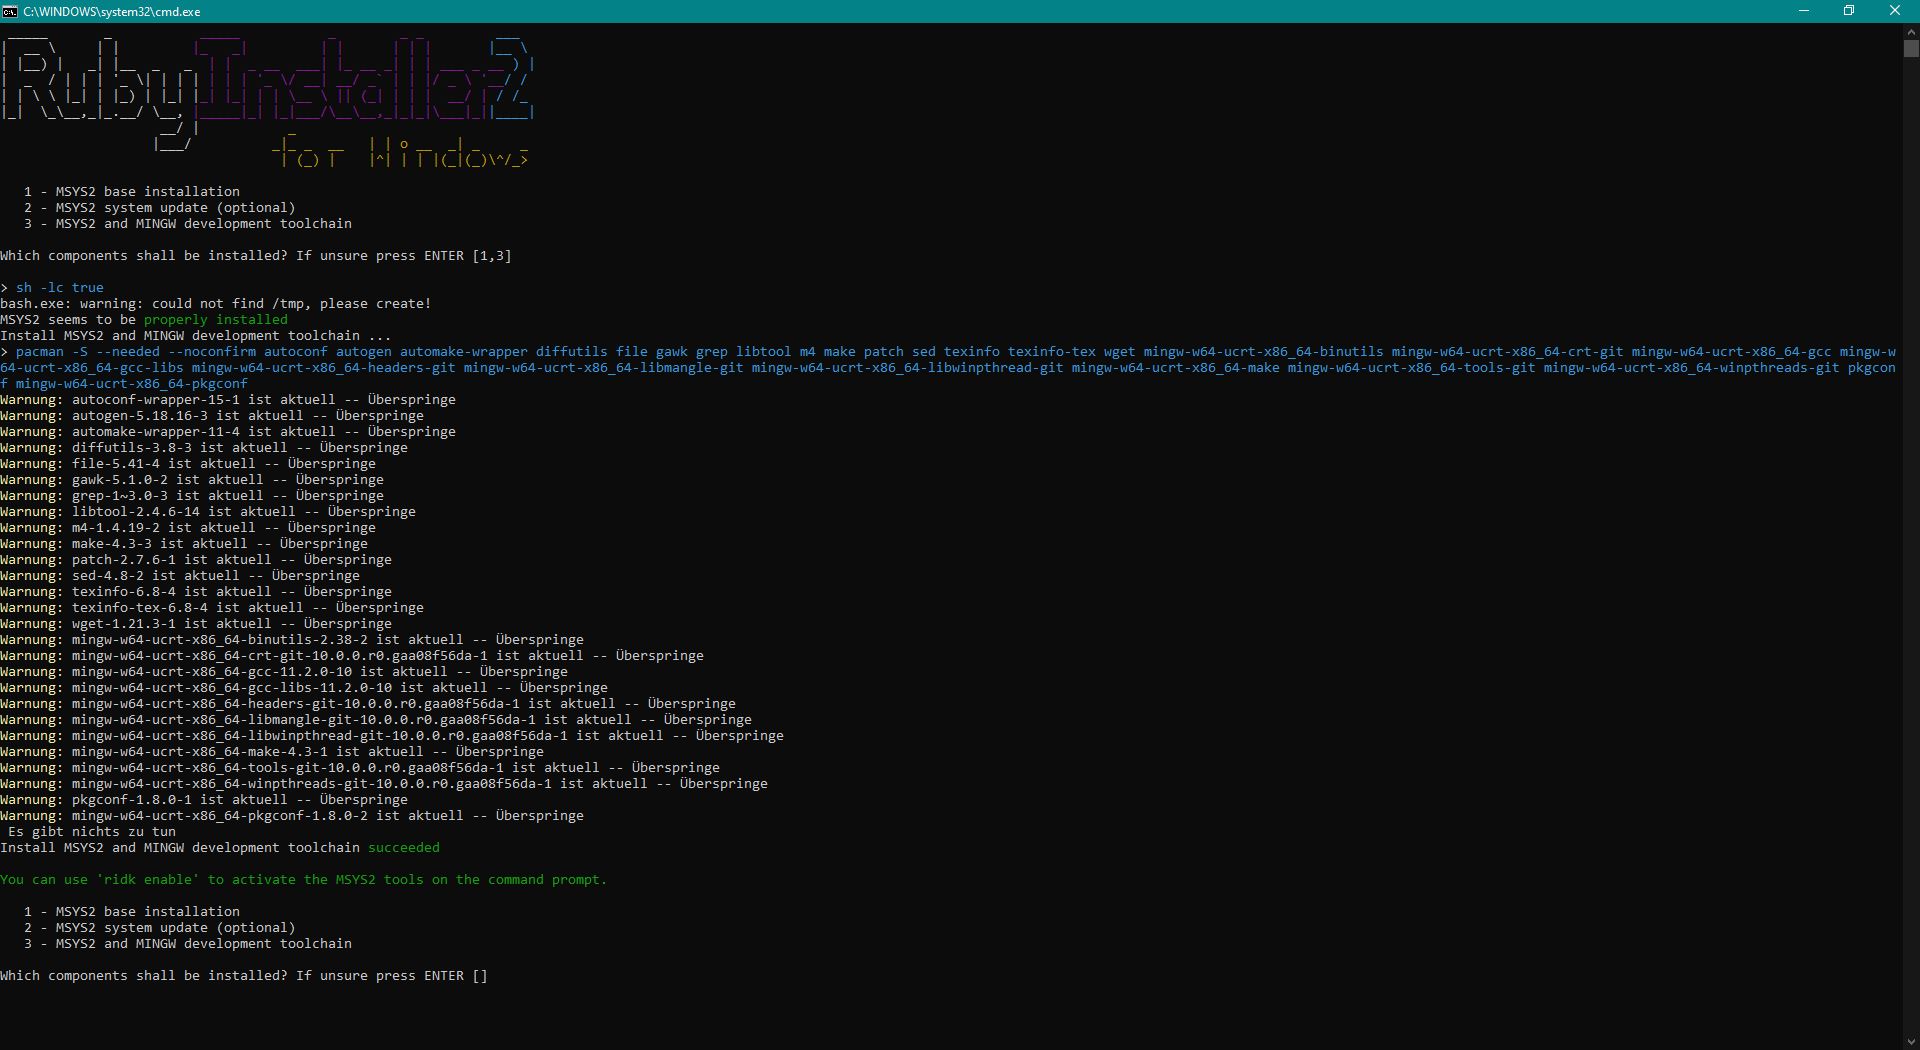 C:\WINDOWS\system32\cmd.exe
RubyInstaller2
for Windows
1 - MSYS2 base installation
2 - MSYS2 system update (optional)
3 - MSYS2 and MINGW development toolchain
Which components shall be installed? If unsure press ENTER [1,3]
> sh -lc true
bash.exe: warning: could not find /tmp, please create!
MSYS2 seems to be properly installed
Install MSYS2 and MINGW development toolchain ...
> pacman -S --needed --noconfirm autoconf autogen automake-wrapper diffutils file gawk grep libtool m4 make patch sed texinfo texinfo-tex wget mingw-w64-ucrt-x86_64-binutils mingw-w64-ucrt-x86_64-crt-git mingw-w64-ucrt-x86_64-gcc mingw-w
64-ucrt-x86_64-gcc-libs mingw-w64-ucrt-x86_64-headers-git mingw-w64-ucrt-x86_64-libmangle-git mingw-w64-ucrt-x86_64-libwinpthread-git mingw-w64-ucrt-x86_64-make mingw-w64-ucrt-x86_64-tools-git mingw-w64-ucrt-x86_64-winpthreads-git pkgcon
f mingw-w64-ucrt-x86_64-pkgconf
Warnung: autoconf-wrapper-15-1 ist aktuell -- Überspringe
Warnung: autogen-5.18.16-3 ist aktuell -- Überspringe
Warnung: automake-wrapper-11-4 ist aktuell -- Überspringe
Warnung: diffutils-3.8-3 ist aktuell -- Überspringe
Warnung: file-5.41-4 ist aktuell -- Überspringe
Warnung: gawk-5.1.0-2 ist aktuell -- Überspringe
Warnung: grep-1~3.0-3 ist aktuell -- Überspringe
Warnung: libtool-2.4.6-14 ist aktuell -- Überspringe
Warnung: m4-1.4.19-2 ist aktuell -- Überspringe
Warnung: make-4.3-3 ist aktuell -- Überspringe
Warnung: patch-2.7.6-1 ist aktuell -- Überspringe
Warnung: sed-4.8-2 ist aktuell -- Überspringe
Warnung: texinfo-6.8-4 ist aktuell -- Überspringe
Warnung: texinfo-tex-6.8-4 ist aktuell -- Überspringe
Warnung: wget-1.21.3-1 ist aktuell -- Überspringe
Warnung: mingw-w64-ucrt-x86_64-binutils-2.38-2 ist aktuell -- Überspringe
Warnung: mingw-w64-ucrt-x86_64-crt-git-10.0.0.r0.gaa08f56da-1 ist aktuell -- Überspringe
Warnung: mingw-w64-ucrt-x86_64-gcc-11.2.0-10 ist aktuell -- Überspringe
Warnung: mingw-w64-ucrt-x86_64-gcc-libs-11.2.0-10 ist aktuell -- Überspringe
Warnung: mingw-w64-ucrt-x86_64-headers-git-10.0.0.r0.gaa08f56da-1 ist aktuell -- Überspringe
Warnung: mingw-w64-ucrt-x86_64-libmangle-git-10.0.0.r0.gaa08f56da-1 ist aktuell -- Überspringe
Warnung: mingw-w64-ucrt-x86_64-libwinpthread-git-10.0.0.r0.gaa08f56da-1 ist aktuell -- Überspringe
Warnung: mingw-w64-ucrt-x86_64-make-4.3-1 ist aktuell -- Überspringe
Warnung: mingw-w64-ucrt-x86_64-tools-git-10.0.0.r0.gaa08f56da-1 ist aktuell -- Überspringe
Warnung: mingw-w64-ucrt-x86_64-winpthreads-git-10.0.0.r0.gaa08f56da-1 ist aktuell -- Überspringe
Warnung: pkgconf-1.8.0-1 ist aktuell -- Überspringe
Warnung: mingw-w64-ucrt-x86_64-pkgconf-1.8.0-2 ist aktuell -- Überspringe
Es gibt nichts zu tun
Install MSYS2 and MINGW development toolchain succeeded
You can use 'ridk enable' to activate the MSYS2 tools on the command prompt.
1 - MSYS2 base installation
2 - MSYS2 system update (optional)
3 - MSYS2 and MINGW development toolchain
Which components shall be installed? If unsure press ENTER []